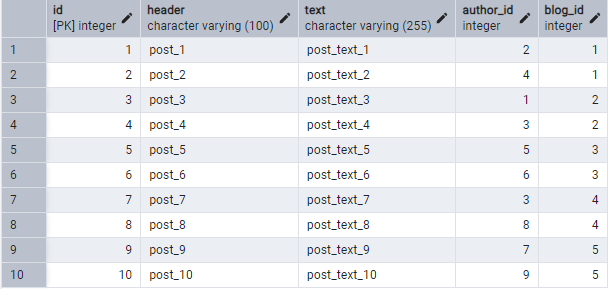 id header text author_id blog_id
[PK] integer character varying (100) character varying (255) integer integer
1 1 post_1 post_text_1 2 1
2 2 post_2 post_text_2 4 1
3 3 post_3 post_text_3 1 2
4 4 post_4 post_text_4 3 2
5 5 post_5 post_text_5 5 3
6 6 post_6 post_text_6 6 3
7 7 post_7 post_text_7 3 4
8 8 post_8 post_text_8 8 4
9 9 post_9 post_text_9 7 5
10 10 post_10 post_text_10 9 5